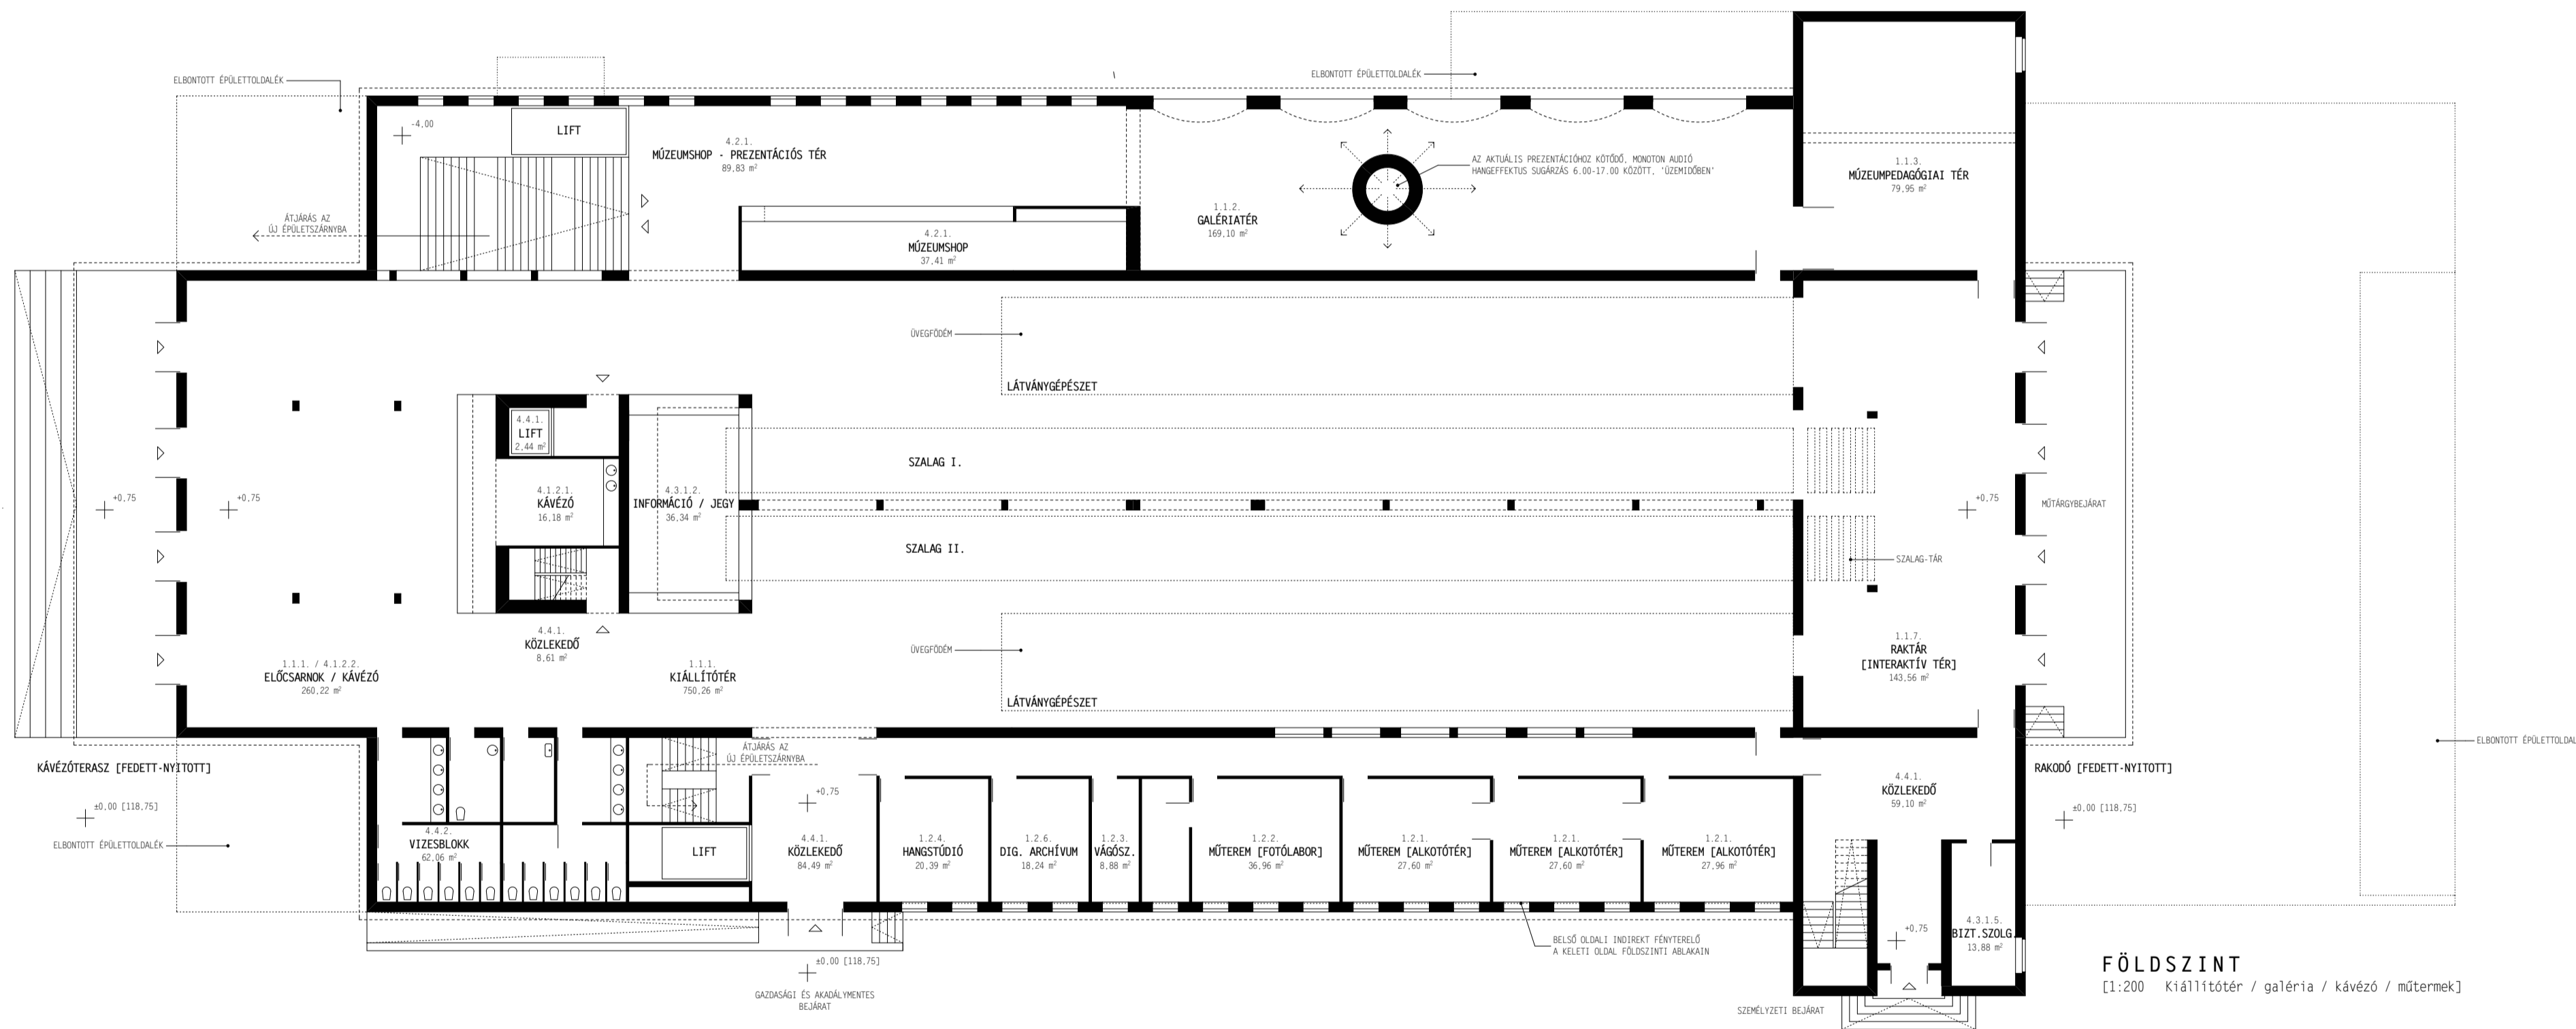 ELBONTOTT ÉPÜLETTOLDALÉK
ELBONTOTT ÉPÜLETTOLDALÉK
-4,00
LIFT
4.2.1.
MÚZEUMSHOP - PREZENTÁCIÓS TÉR
89,83 m²
AZ AKTUÁLIS PREZENTÁCIÓHOZ KÖTŐDŐ, MONOTON AUDIÓ
HANGEFFEKTUS SUGÁRZÁS 6.00-17.00 KÖZÖTT, 'ÜZEMIDŐBEN'
1.1.3.
MÚZEUMPEDAGÓGIAI TÉR
79,95 m²
ÁTJÁRÁS AZ
ÚJ ÉPÜLETSZÁRNYBA
1.1.2.
GALÉRIATÉR
169,10 m²
4.2.1.
MÚZEUMSHOP
37,41 m²
ÜVEGFÖDÉM
LÁTVÁNYGÉPÉSZET
4.4.1.
LIFT
2,44 m²
SZALAG I.
4.1.2.1.
KÁVÉZÓ
16,18 m²
4.3.1.2.
INFORMÁCIÓ / JEGY
36,34 m²
+0,75
+0,75
+0,75
MŰTÁRGYBEJÁRAT
SZALAG II.
SZALAG-TÁR
4.4.1.
KÖZLEKEDŐ
8,61 m²
ÜVEGFÖDÉM
1.1.1. / 4.1.2.2.
ELŐCSARNOK / KÁVÉZÓ
260,22 m²
1.1.1.
KIÁLLÍTÓTÉR
750,26 m²
1.1.7.
RAKTÁR
[INTERAKTÍV TÉR]
143,56 m²
LÁTVÁNYGÉPÉSZET
ELBONTOTT ÉPÜLETTOLDAL
ÁTJÁRÁS AZ
ÚJ ÉPÜLETSZÁRNYBA
KÁVÉZÓTERASZ [FEDETT-NYITOTT]
RAKODÓ [FEDETT-NYITOTT]
±0,00 [118,75]
+0,75
4.4.1.
KÖZLEKEDŐ
59,10 m²
±0,00 [118,75]
ELBONTOTT ÉPÜLETTOLDALÉK
4.4.2.
VIZESBLOKK
62,06 m²
LIFT
4.4.1.
KÖZLEKEDŐ
84,49 m²
1.2.4.
HANGSTÚDIÓ
20,39 m²
1.2.6.
DIG. ARCHÍVUM
18,24 m²
1.2.3.
VÁGÓSZ.
8,88 m²
1.2.2.
MŰTEREM [FOTÓLABOR]
36,96 m²
1.2.1.
MŰTEREM [ALKOTÓTÉR]
27,60 m²
1.2.1.
MŰTEREM [ALKOTÓTÉR]
27,60 m²
1.2.1.
MŰTEREM [ALKOTÓTÉR]
27,96 m²
4.3.1.5.
BIZT.SZOLG.
13,88 m²
+0,75
BELSŐ OLDALI INDIREKT FÉNYTERELŐ
A KELETI OLDAL FÖLDSZINTI ABLAKAIN
±0,00 [118,75]
GAZDASÁGI ÉS AKADÁLYMENTES
BEJÁRAT
SZEMÉLYZETI BEJÁRAT
FÖLDSZINT
[1:200 Kiállítótér / galéria / kávézó / műtermek]